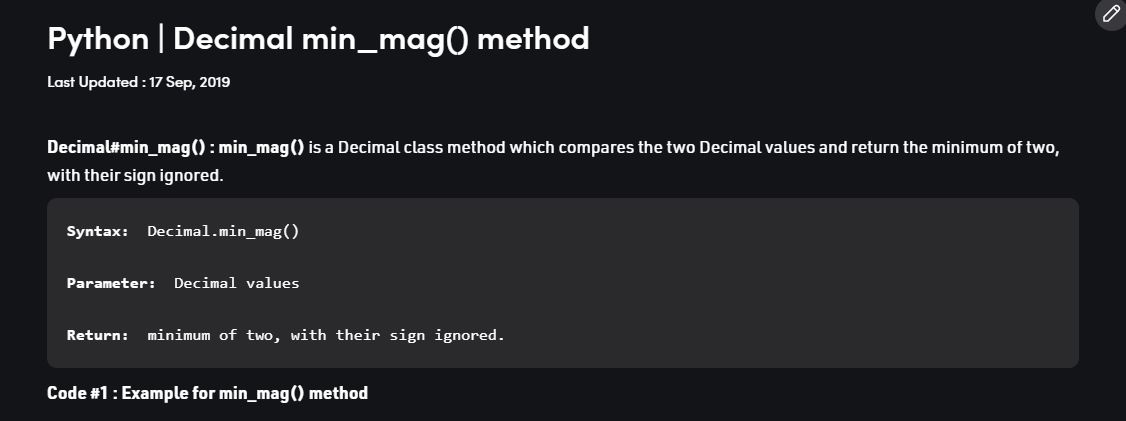 Python | Decimal min_mag() method
Last Updated : 17 Sep, 2019
Decimal#min_mag() : min_mag() is a Decimal class method which compares the two Decimal values and return the minimum of two,
with their sign ignored.
Syntax:  Decimal.min_mag()
Parameter:  Decimal values
Return:  minimum of two, with their sign ignored.
Code #1 : Example for min_mag() method